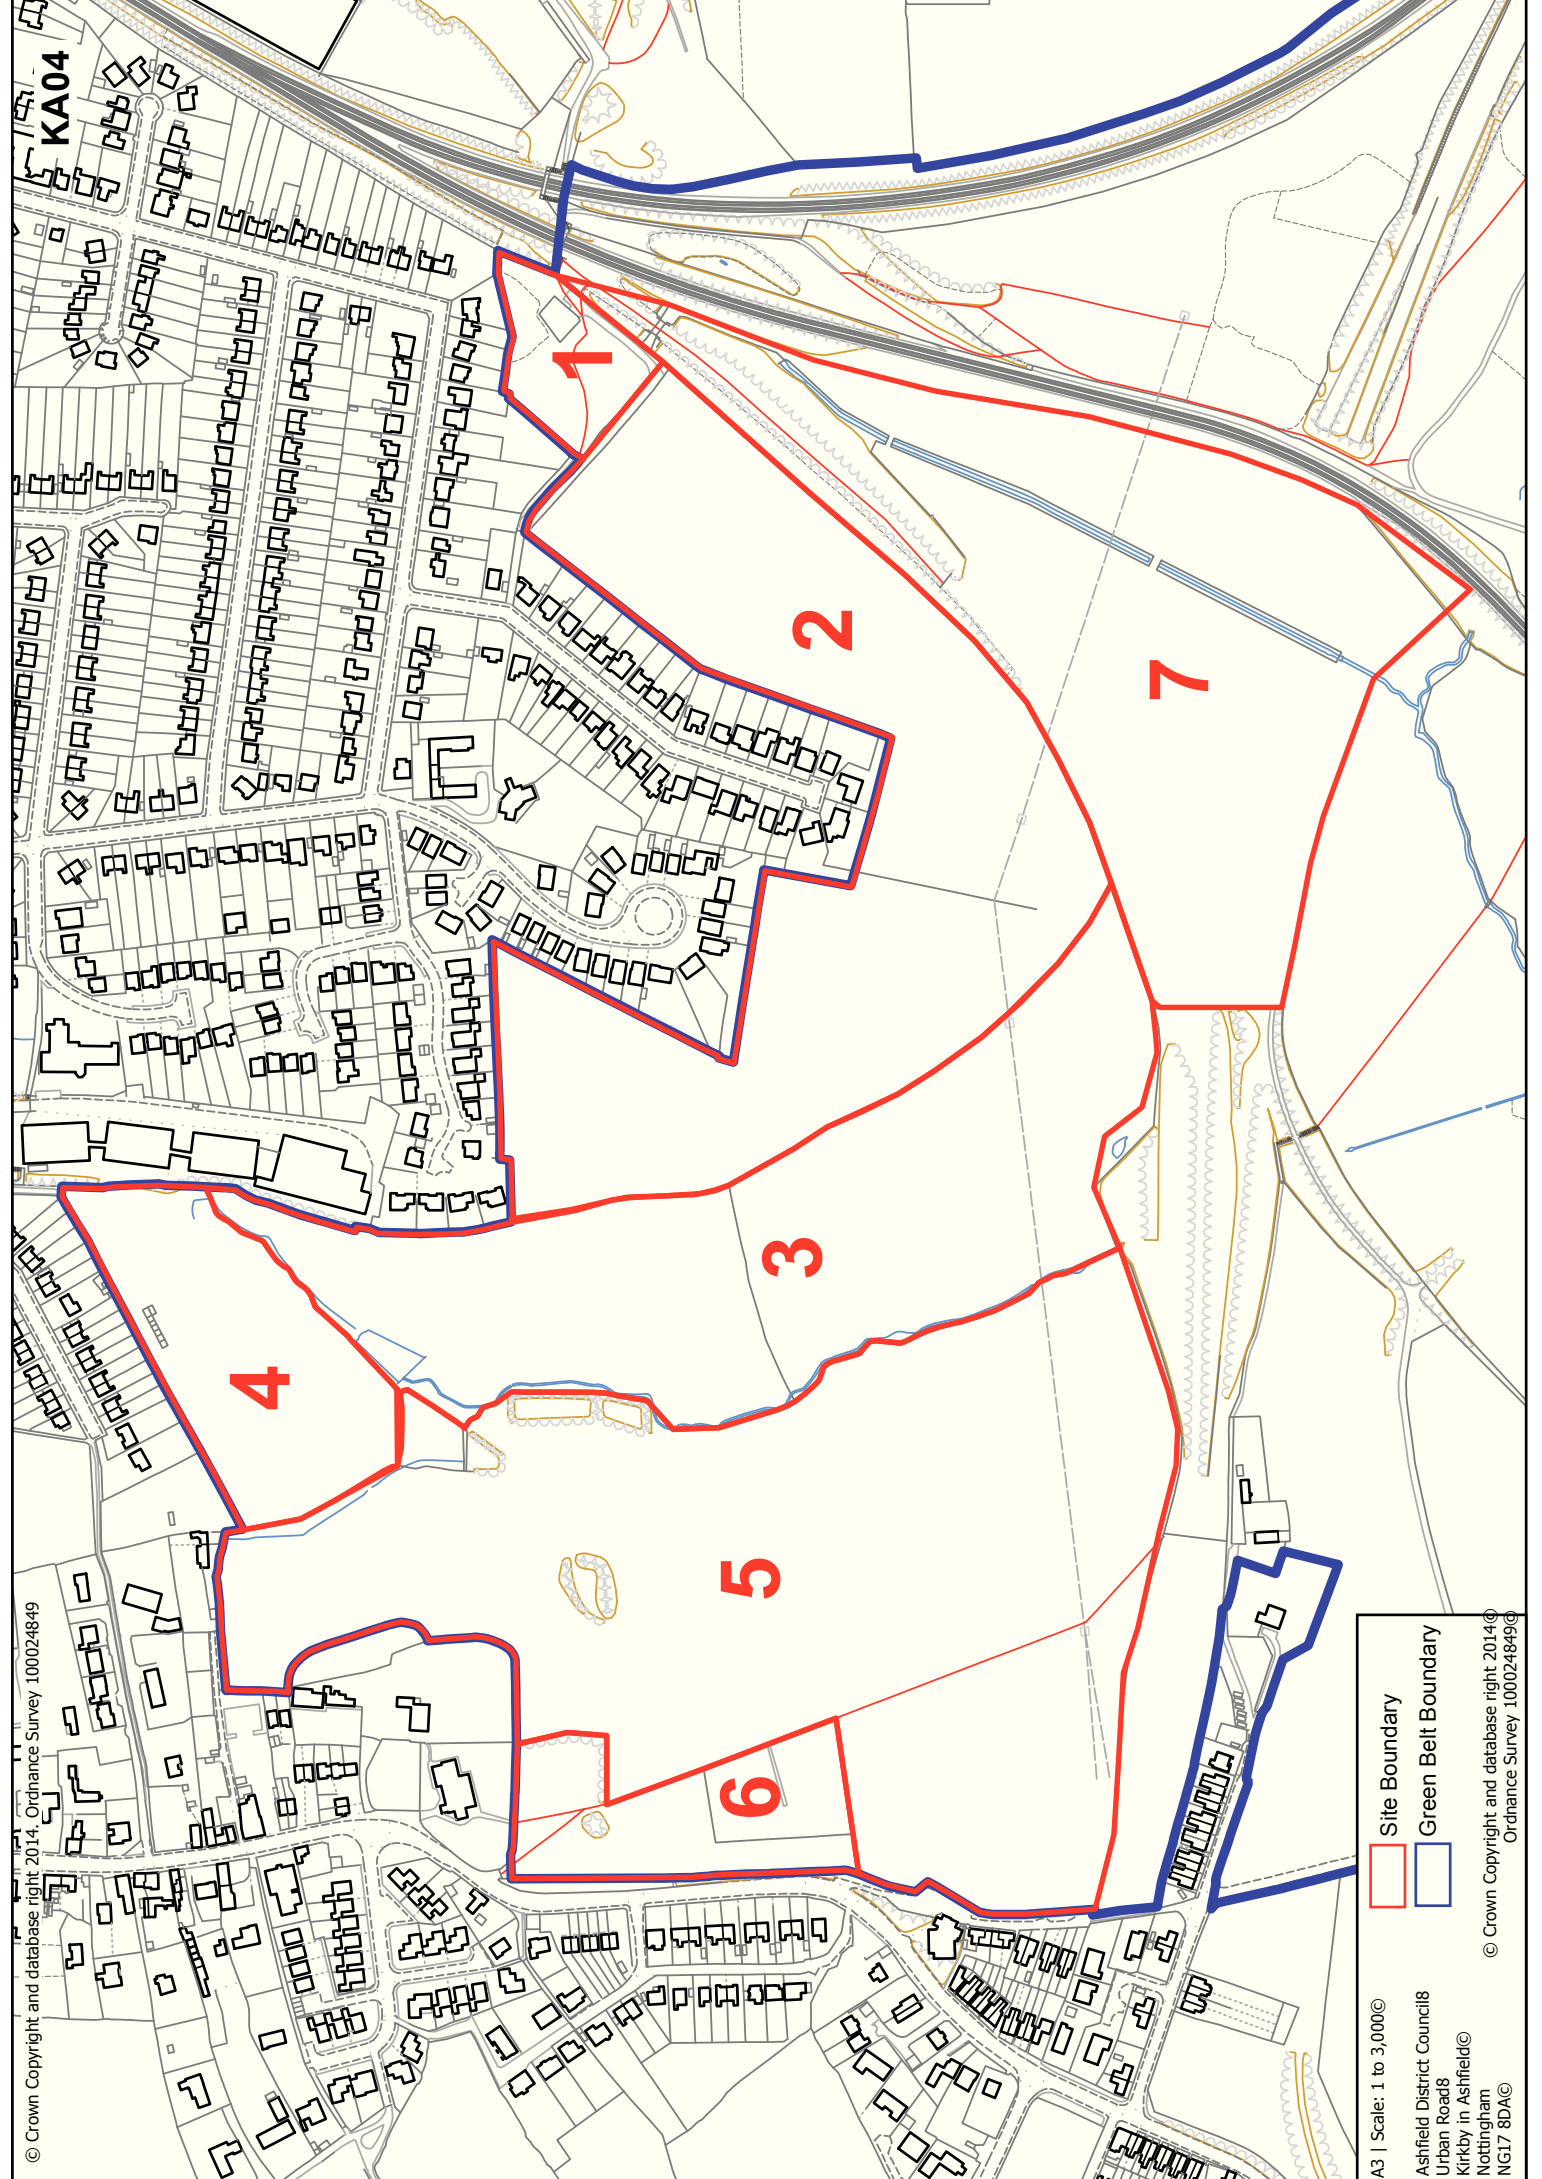 KA04
© Crown Copyright and database right 2014. Ordnance Survey 100024849
1
2
3
4
5
6
7
Site Boundary
Green Belt Boundary
A3 | Scale: 1 to 3,000©
Ashfield District Council8
Urban Road8
Kirkby in Ashfield©
Nottingham
NG17 8DA©
© Crown Copyright and database right 2014©
Ordnance Survey 100024849©